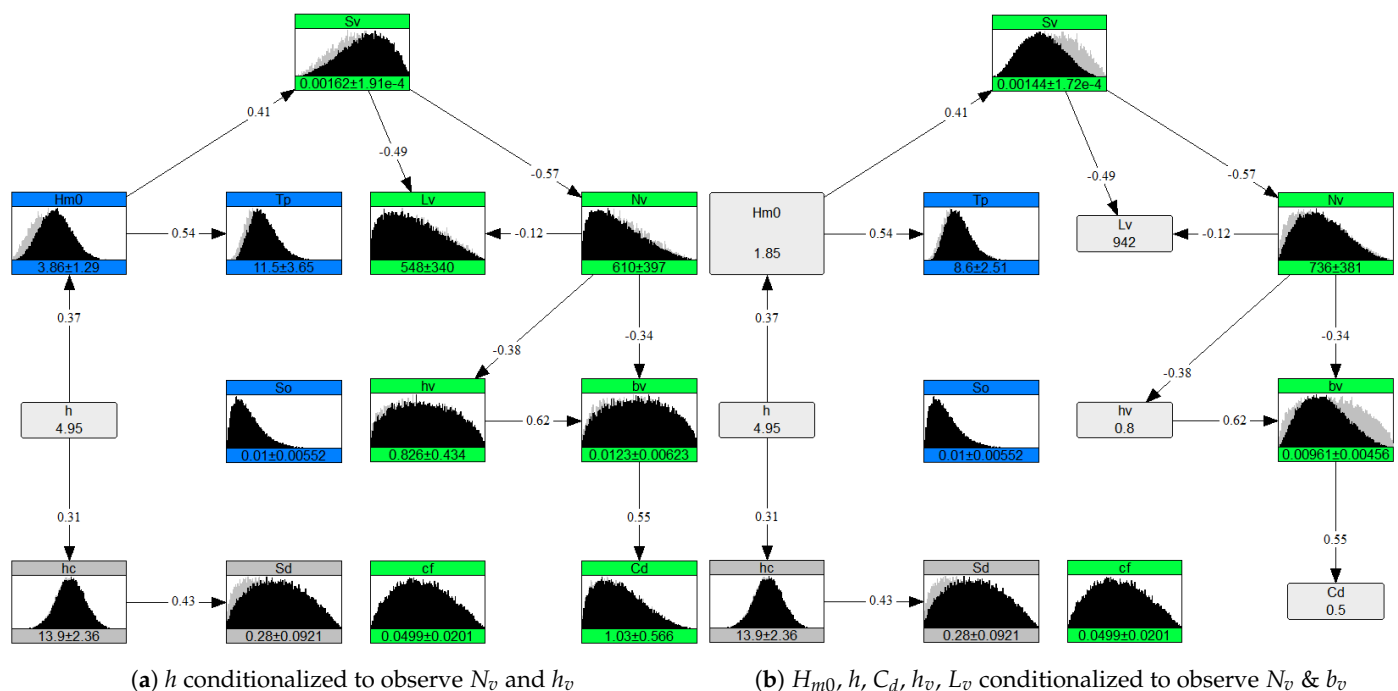 Sv
0.00162±1.91e-4
0.41
-0.49
-0.57
Hm0
3.86±1.29
0.54
Tp
11.5±3.65
Lv
548±340
-0.12
Nv
610±397
0.37
-0.38
-0.34
h
4.95
So
0.01±0.00552
hv
0.826±0.434
0.62
bv
0.0123±0.00623
0.31
0.55
hc
13.9±2.36
0.43
Sd
0.28±0.0921
cf
0.0499±0.0201
Cd
1.03±0.566
(a) h conditionalized to observe Nᵥ and hᵥ
Sv
0.00144±1.72e-4
0.41
-0.49
-0.57
Hm0
1.85
0.54
Tp
8.6±2.51
Lv
942
-0.12
Nv
736±381
0.37
-0.38
-0.34
h
4.95
So
0.01±0.00552
hv
0.8
0.62
bv
0.00961±0.00456
0.31
0.55
hc
13.9±2.36
0.43
Sd
0.28±0.0921
cf
0.0499±0.0201
Cd
0.5
(b) Hm0, h, Cd, hv, Lv conditionalized to observe Nv & bv